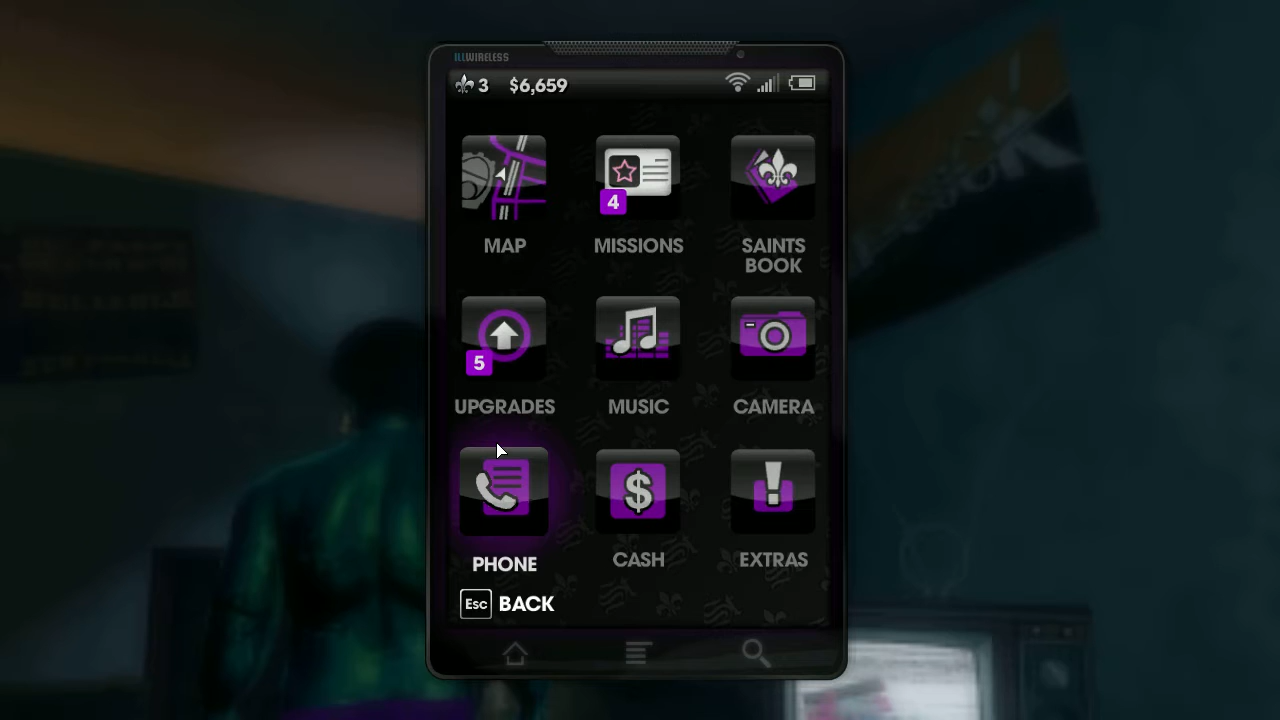 ILLWIRELESS
3 $6,659
MAP
4
MISSIONS
SAINTS
BOOK
5
UPGRADES
MUSIC
CAMERA
PHONE
$
CASH
!
EXTRAS
Esc BACK